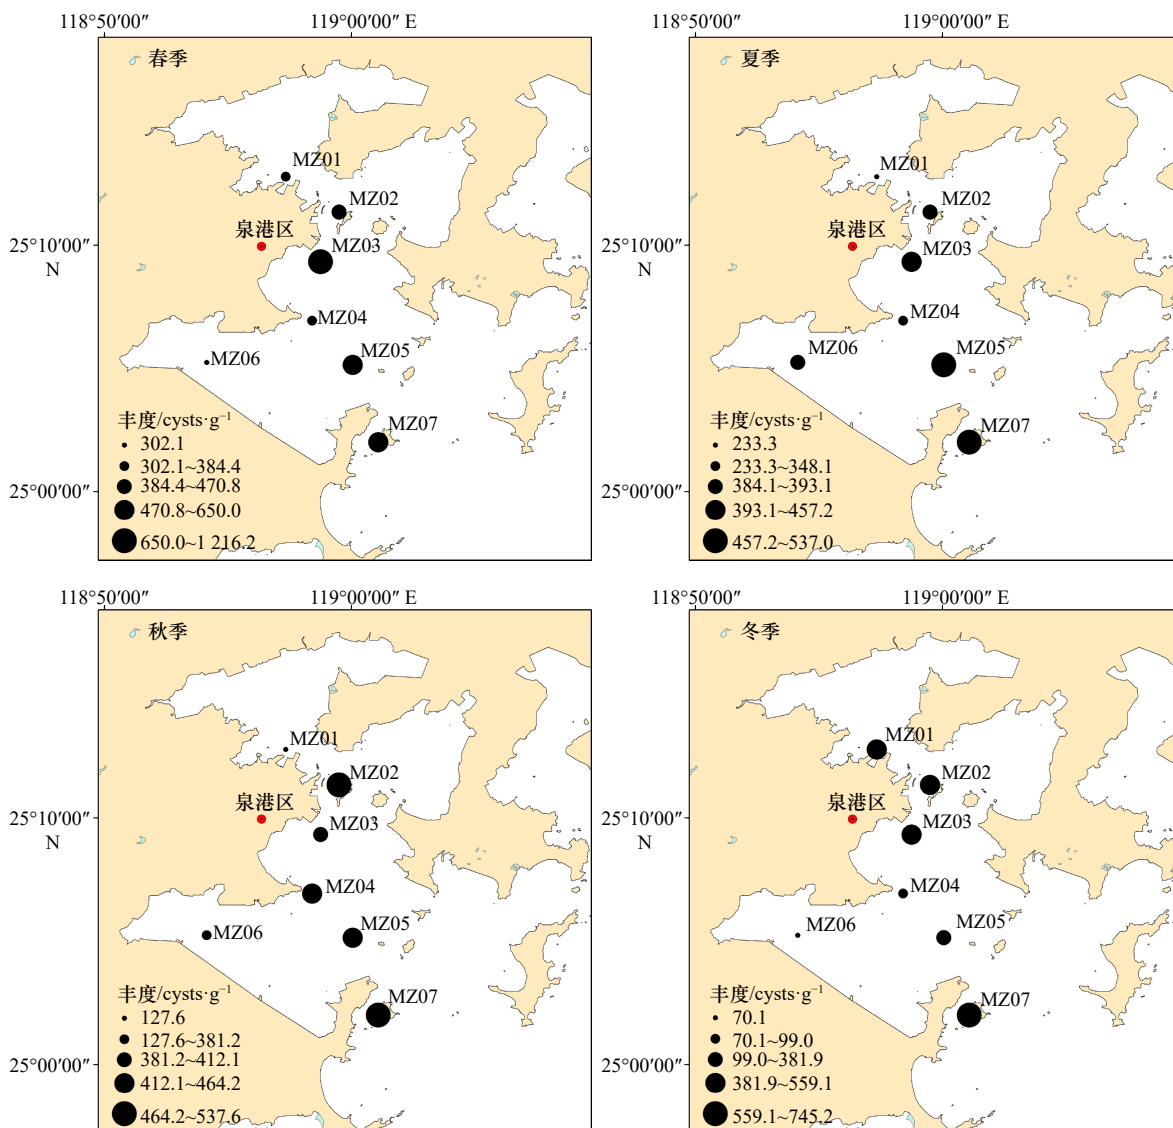 118°50′00″
119°00′00″ E
春季
MZ01
MZ02
泉港区
MZ03
25°10′00″
N
MZ04
MZ05
MZ06
MZ07
丰度/cysts·g⁻¹
302.1
302.1~384.4
384.4~470.8
470.8~650.0
650.0~1 216.2
25°00′00″
118°50′00″
119°00′00″ E
夏季
MZ01
MZ02
泉港区
MZ03
25°10′00″
N
MZ04
MZ05
MZ06
MZ07
丰度/cysts·g⁻¹
233.3
233.3~348.1
384.1~393.1
393.1~457.2
457.2~537.0
25°00′00″
118°50′00″
119°00′00″ E
秋季
MZ01
MZ02
泉港区
MZ03
25°10′00″
N
MZ04
MZ05
MZ06
MZ07
丰度/cysts·g⁻¹
127.6
127.6~381.2
381.2~412.1
412.1~464.2
464.2~537.6
25°00′00″
118°50′00″
119°00′00″ E
冬季
MZ01
MZ02
泉港区
MZ03
25°10′00″
N
MZ04
MZ05
MZ06
MZ07
丰度/cysts·g⁻¹
70.1
70.1~99.0
99.0~381.9
381.9~559.1
559.1~745.2
25°00′00″